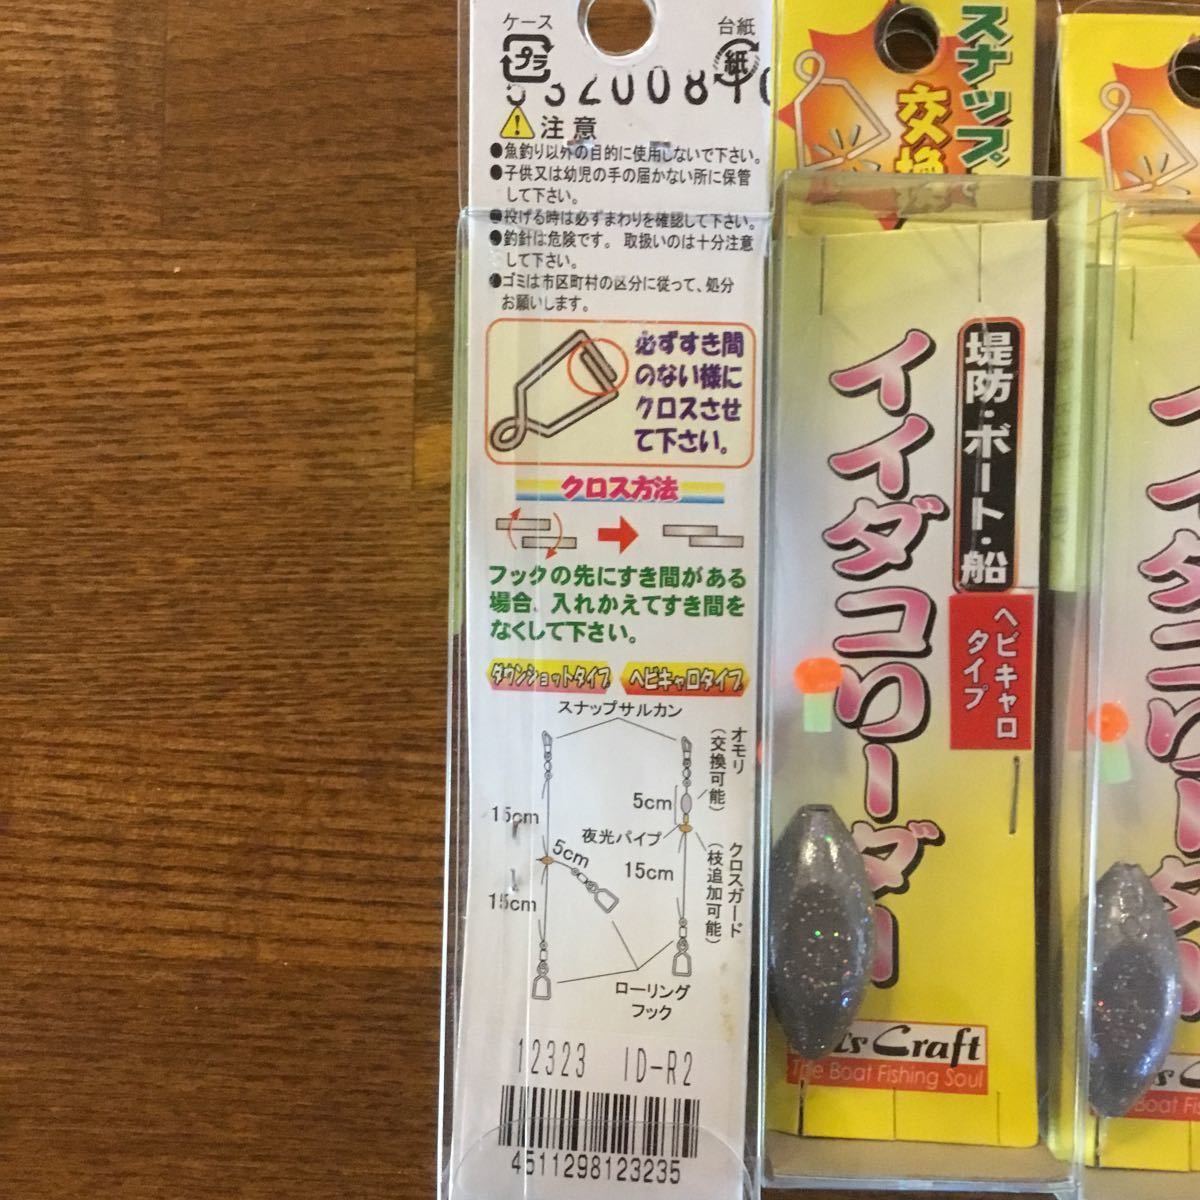 ケース
プラ
台紙
紙
注意
●魚釣り以外の目的に使用しないで下さい。
●子供又は幼児の手の届かない所に保管
して下さい。
●投げる時は必ずまわりを確認して下さい。
●釣針は危険です。取扱いのは十分注意
して下さい。
●ゴミは市区町村の区分に従って、処分
お願いします。
必ずすき間
のない様に
クロスさせ
て下さい。
クロス方法
フックの先にすき間がある
場合、入れかえてすき間を
なくして下さい。
ダウンショットタイプ
ヘビキャロタイプ
スナップサルカン
オモリ
(交換可能)
15cm
5cm
5cm
夜光パイプ
15cm
15cm
クロスガード
(枝追加可能)
ローリング
フック
12323 ID-R2
4511298123235
スナップ
交換
堤防・ボート・船
イイダコリーダー
ヘビキャロ
タイプ
Craft
The Boat Fishing Soul